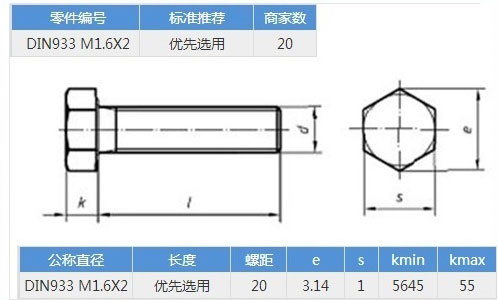 零件编号 标准推荐 商家数
DIN933 M1.6X2 优先选用 20
d
e
k
l
s
公称直径 长度 螺距 e s kmin kmax
DIN933 M1.6X2 优先选用 20 3.14 1 5645 55